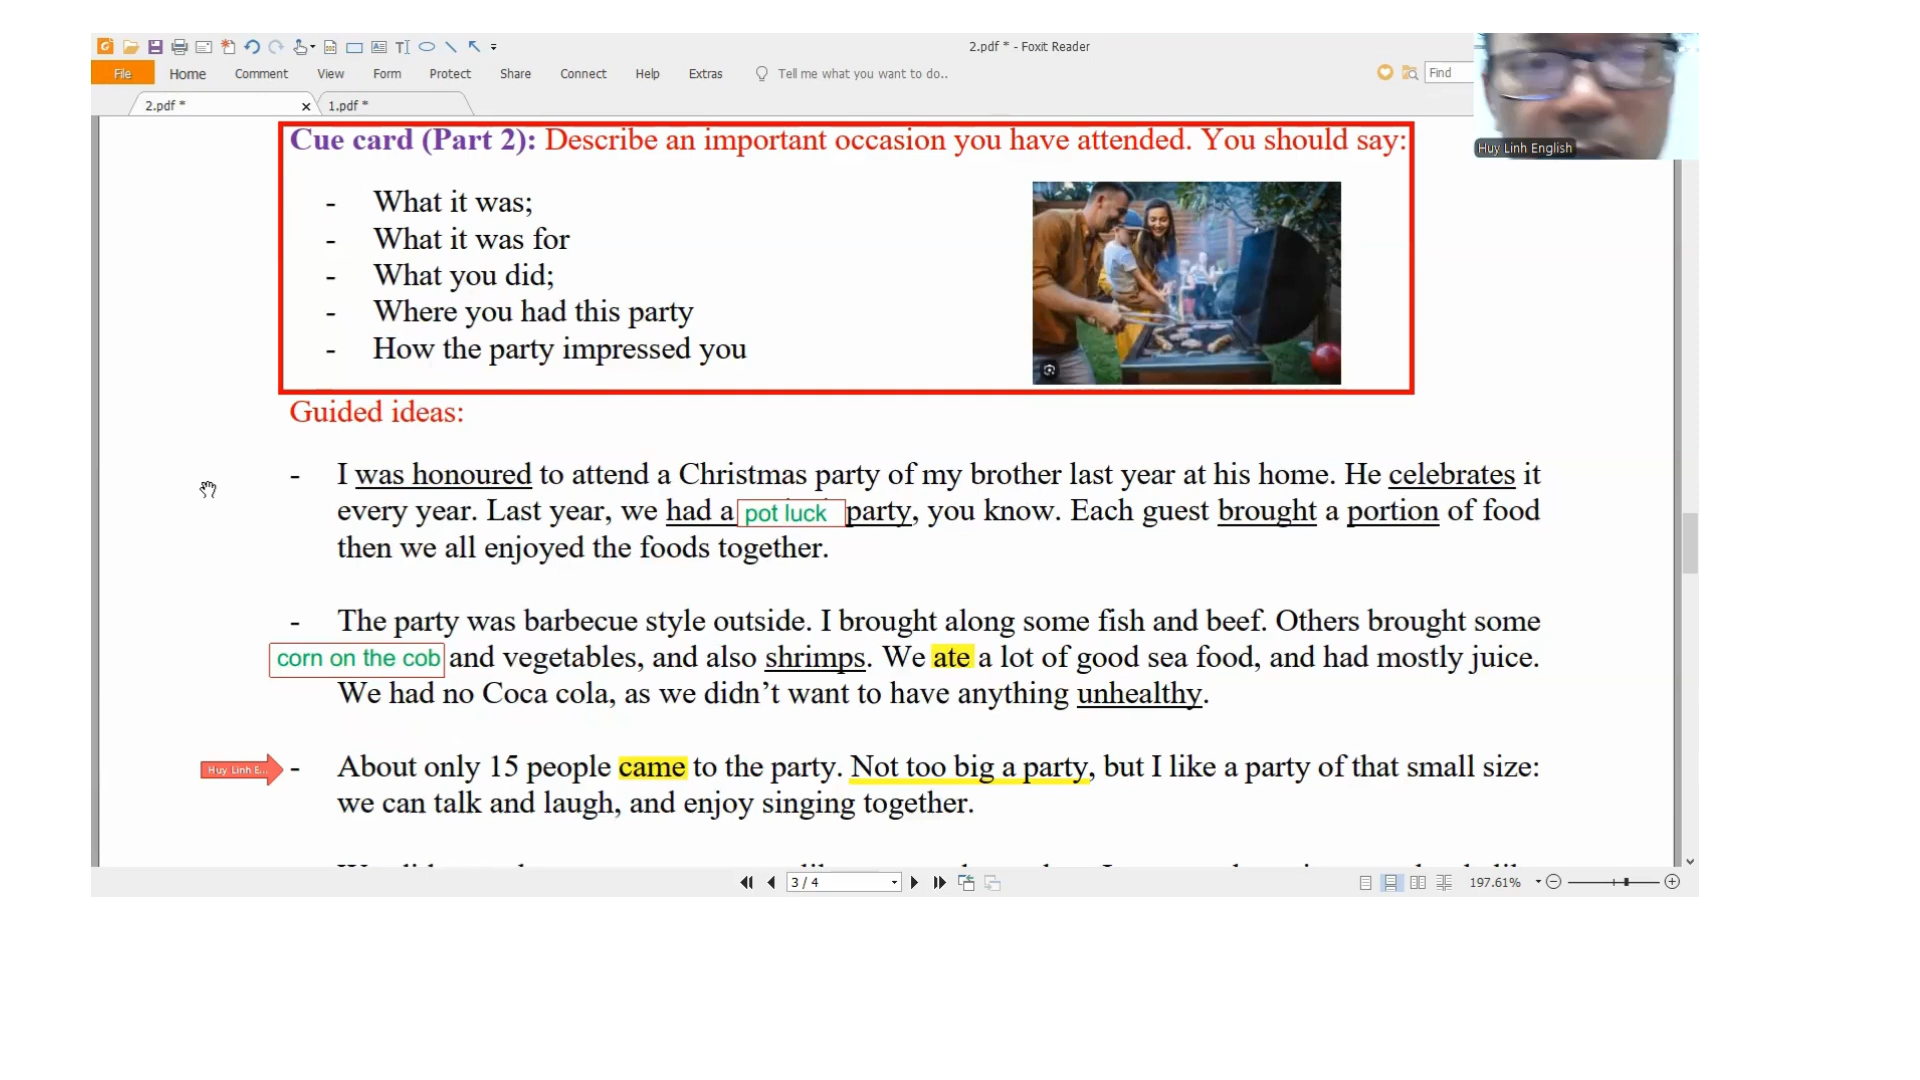 2.pdf * - Foxit Reader
File Home Comment View Form Protect Share Connect Help Extras Tell me what you want to do.. Find
2.pdf * x 1.pdf *
Huy Linh English
Cue card (Part 2): Describe an important occasion you have attended. You should say:
- What it was;
- What it was for
- What you did;
- Where you had this party
- How the party impressed you
Guided ideas:
- I was honoured to attend a Christmas party of my brother last year at his home. He celebrates it
every year. Last year, we had a pot luck party, you know. Each guest brought a portion of food
then we all enjoyed the foods together.
- The party was barbecue style outside. I brought along some fish and beef. Others brought some
corn on the cob and vegetables, and also shrimps. We ate a lot of good sea food, and had mostly juice.
We had no Coca cola, as we didn’t want to have anything unhealthy.
Huy Linh E...
- About only 15 people came to the party. Not too big a party, but I like a party of that small size:
we can talk and laugh, and enjoy singing together.
3 / 4
197.61%